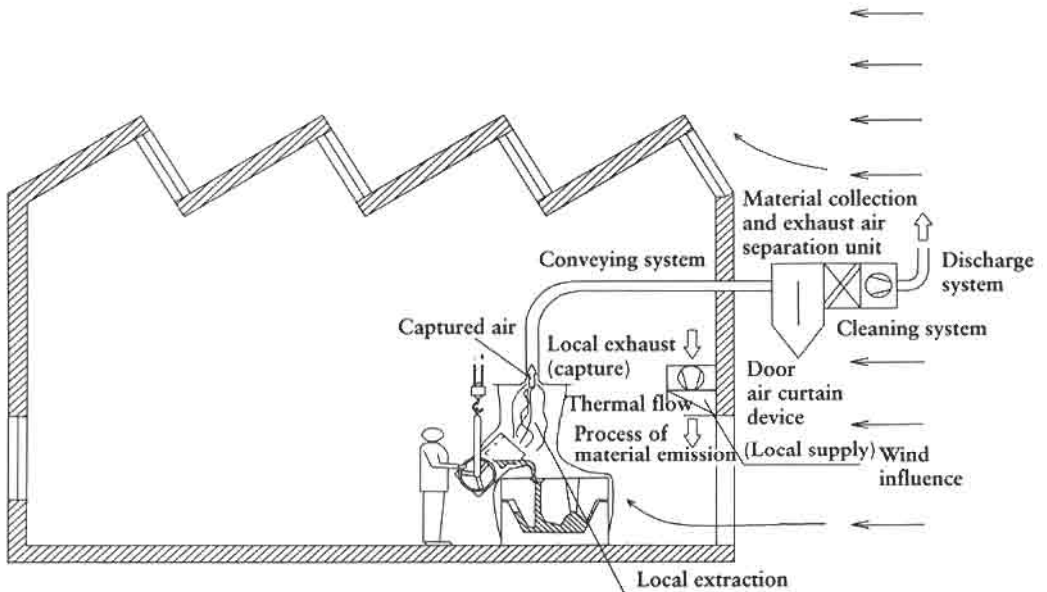 Material collection
and exhaust air
separation unit
Discharge
system
Conveying system
Cleaning system
Captured air
Local exhaust
(capture)
Door
air curtain
device
Thermal flow
Process of
material emission
(Local supply)
Wind
influence
Local extraction